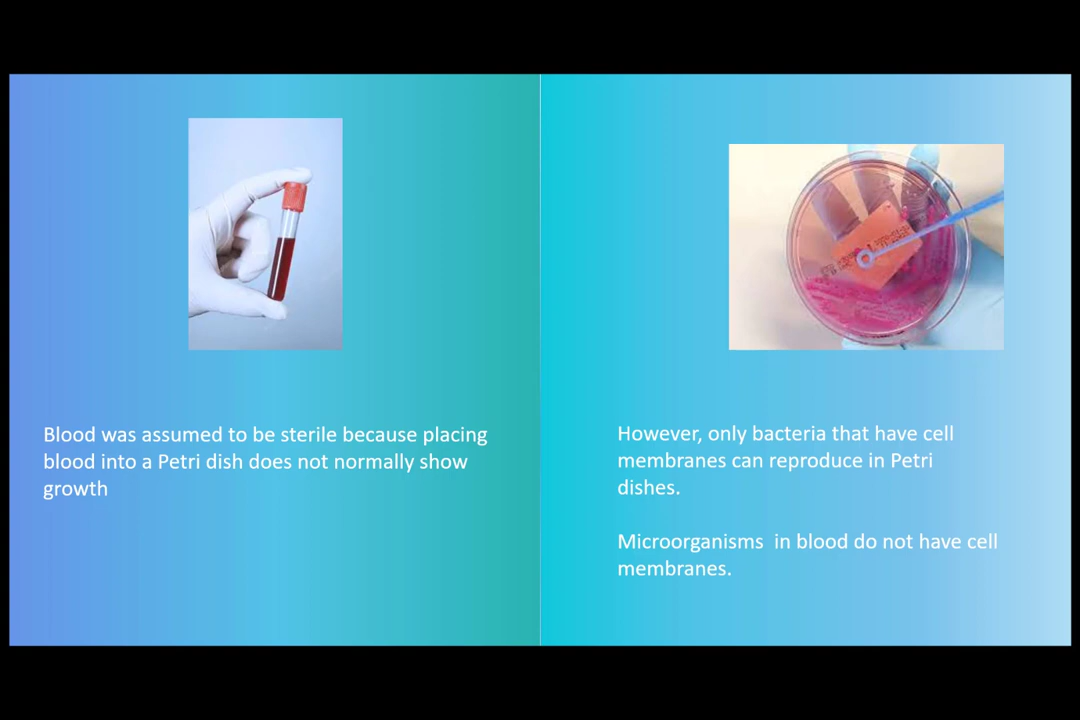 Blood was assumed to be sterile because placing
blood into a Petri dish does not normally show
growth
However, only bacteria that have cell
membranes can reproduce in Petri
dishes.
Microorganisms  in blood do not have cell
membranes.